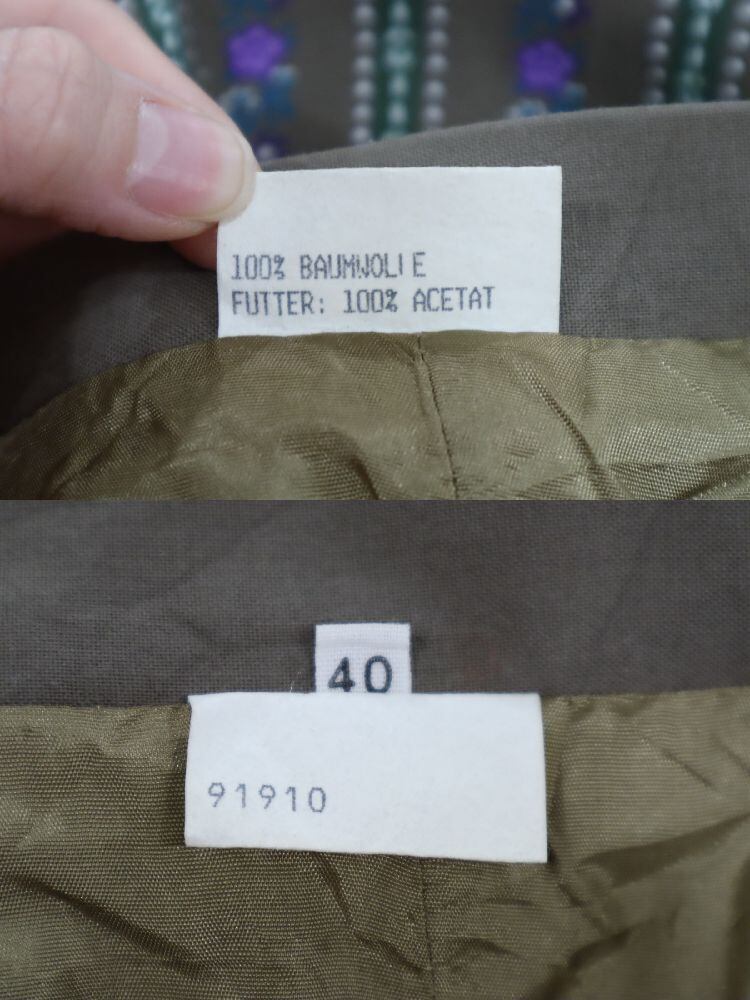 100% BAUMWOLLE
FUTTER: 100% ACETAT
40
91910